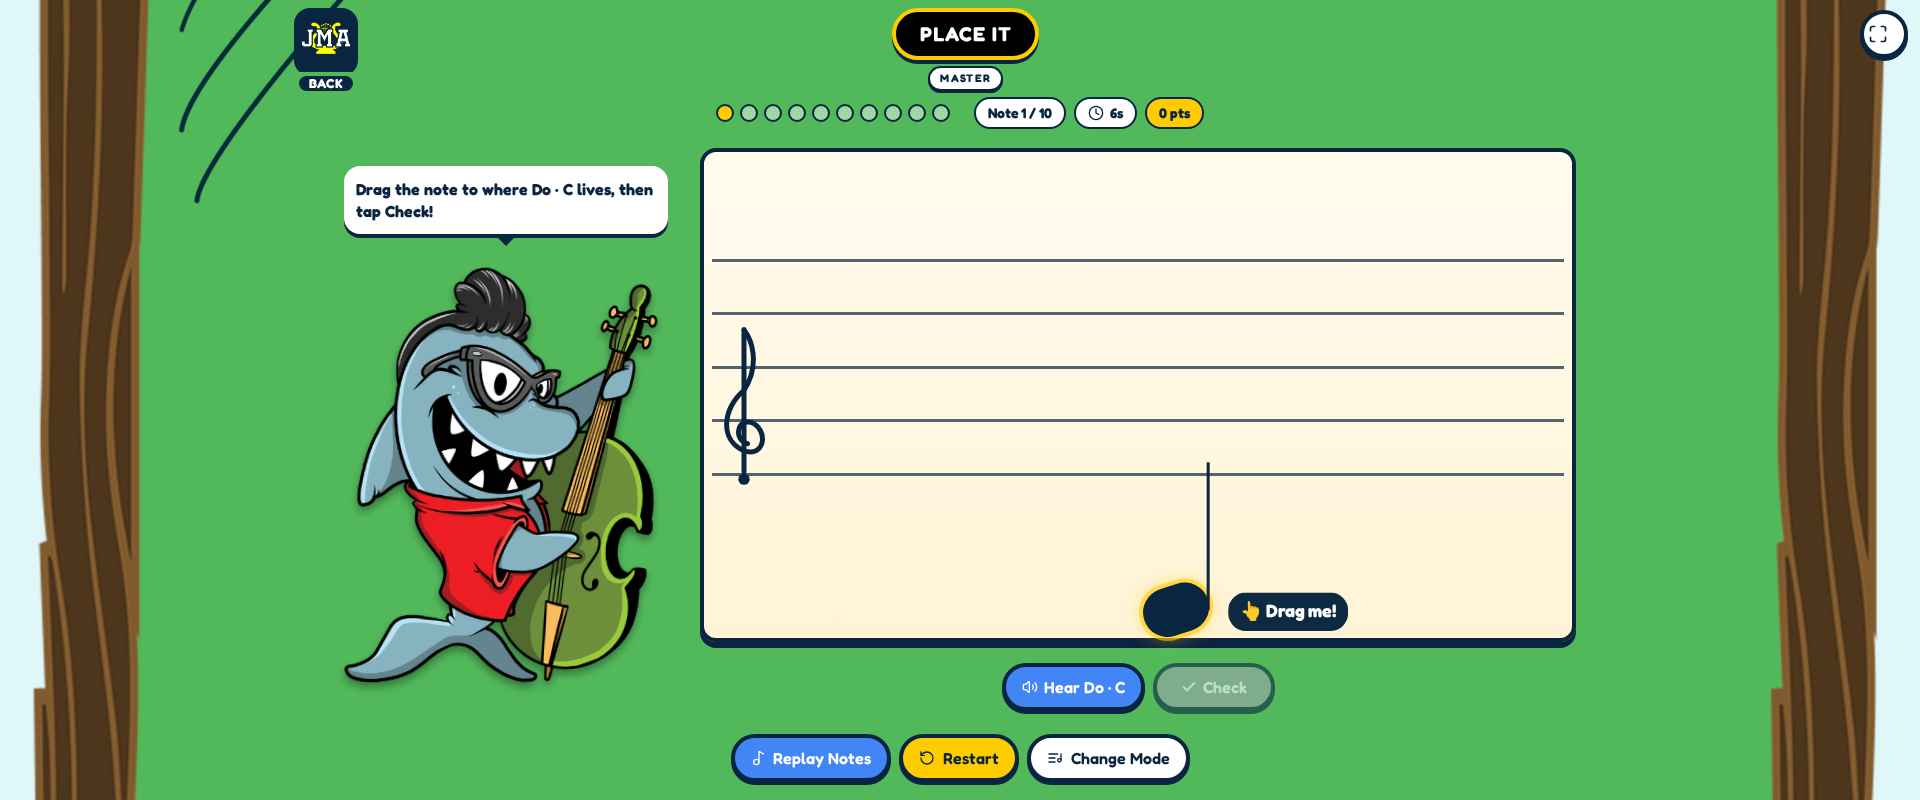 JMA
BACK
PLACE IT
MASTER
Note 1 / 10
6s
0 pts
Drag the note to where Do · C lives, then
tap Check!
👆 Drag me!
Hear Do · C
Check
Replay Notes
Restart
Change Mode